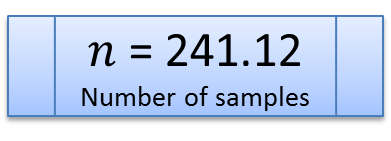 n = 241.12
Number of samples